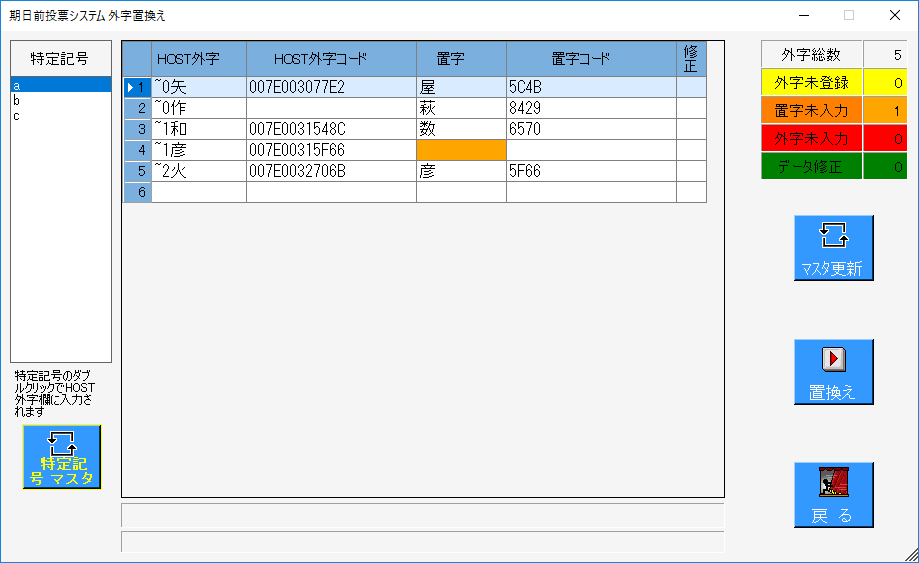 期日前投票システム 外字置換え
特定記号
a
b
c
特定記号のダブ
ルクリックでHOST
外字欄に入力さ
れます
特定記
号 マスタ
HOST外字 HOST外字コード 置字 置字コード 修正
1 ~0矢 007E003077E2 屋 5C4B
2 ~0作 萩 8429
3 ~1和 007E0031548C 数 6570
4 ~1彦 007E00315F66
5 ~2火 007E0032706B 彦 5F66
6
外字総数 5
外字未登録 0
置字未入力 1
外字未入力 0
データ修正 0
マスタ更新
置換え
戻 る